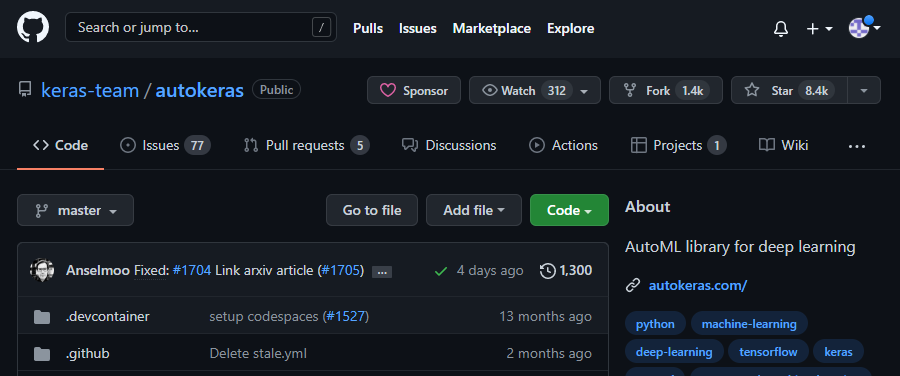 Search or jump to... / Pulls Issues Marketplace Explore
keras-team / autokeras Public Sponsor Watch 312 Fork 1.4k Star 8.4k
Code Issues 77 Pull requests 5 Discussions Actions Projects 1 Wiki ...
master Go to file Add file Code
About
AutoML library for deep learning
autokeras.com/
python machine-learning
deep-learning tensorflow keras
Anselmoo Fixed: #1704 Link arxiv article (#1705) ... 4 days ago 1,300
.devcontainer setup codespaces (#1527) 13 months ago
.github Delete stale.yml 2 months ago